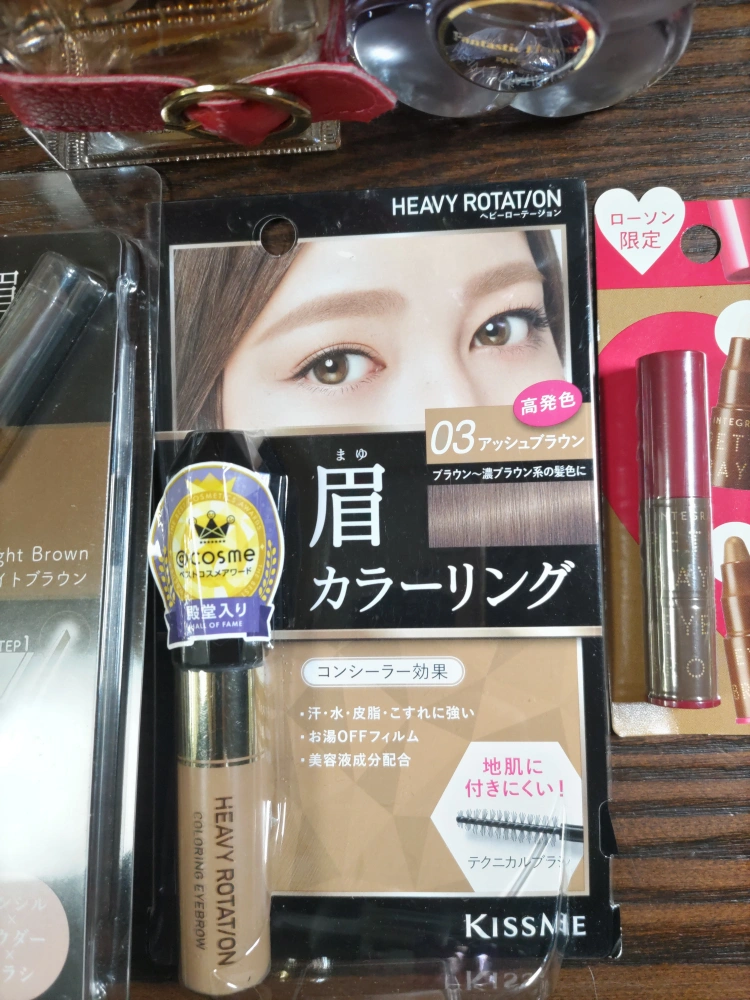 HEAVY ROTAT/ON
ヘビーローテーション
高発色
03 アッシュブラウン
ブラウン〜濃ブラウン系の髪色に
まゆ
眉
カラーリング
@cosme
ベストコスメアワード
殿堂入り
HALL OF FAME
コンシーラー効果
・汗・水・皮脂・こすれに強い
・お湯OFFフィルム
・美容液成分配合
地肌に
付きにくい!
テクニカルブラシ
KISSME
HEAVY ROTAT/ON
COLORING EYEBROW
ローソン
限定
ght Brown
イトブラウン
STEP1